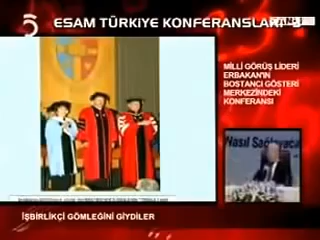 5 ESAM TÜRKİYE KONFERANSLARI 5
MİLLİ GÖRÜŞ LİDERİ
ERBAKAN'IN
BOSTANCI GÖSTERİ
MERKEZİNDEKİ
KONFERANSI
Nasıl
İŞBİRLİKÇİ GÖMLEĞİNİ GİYDİLER